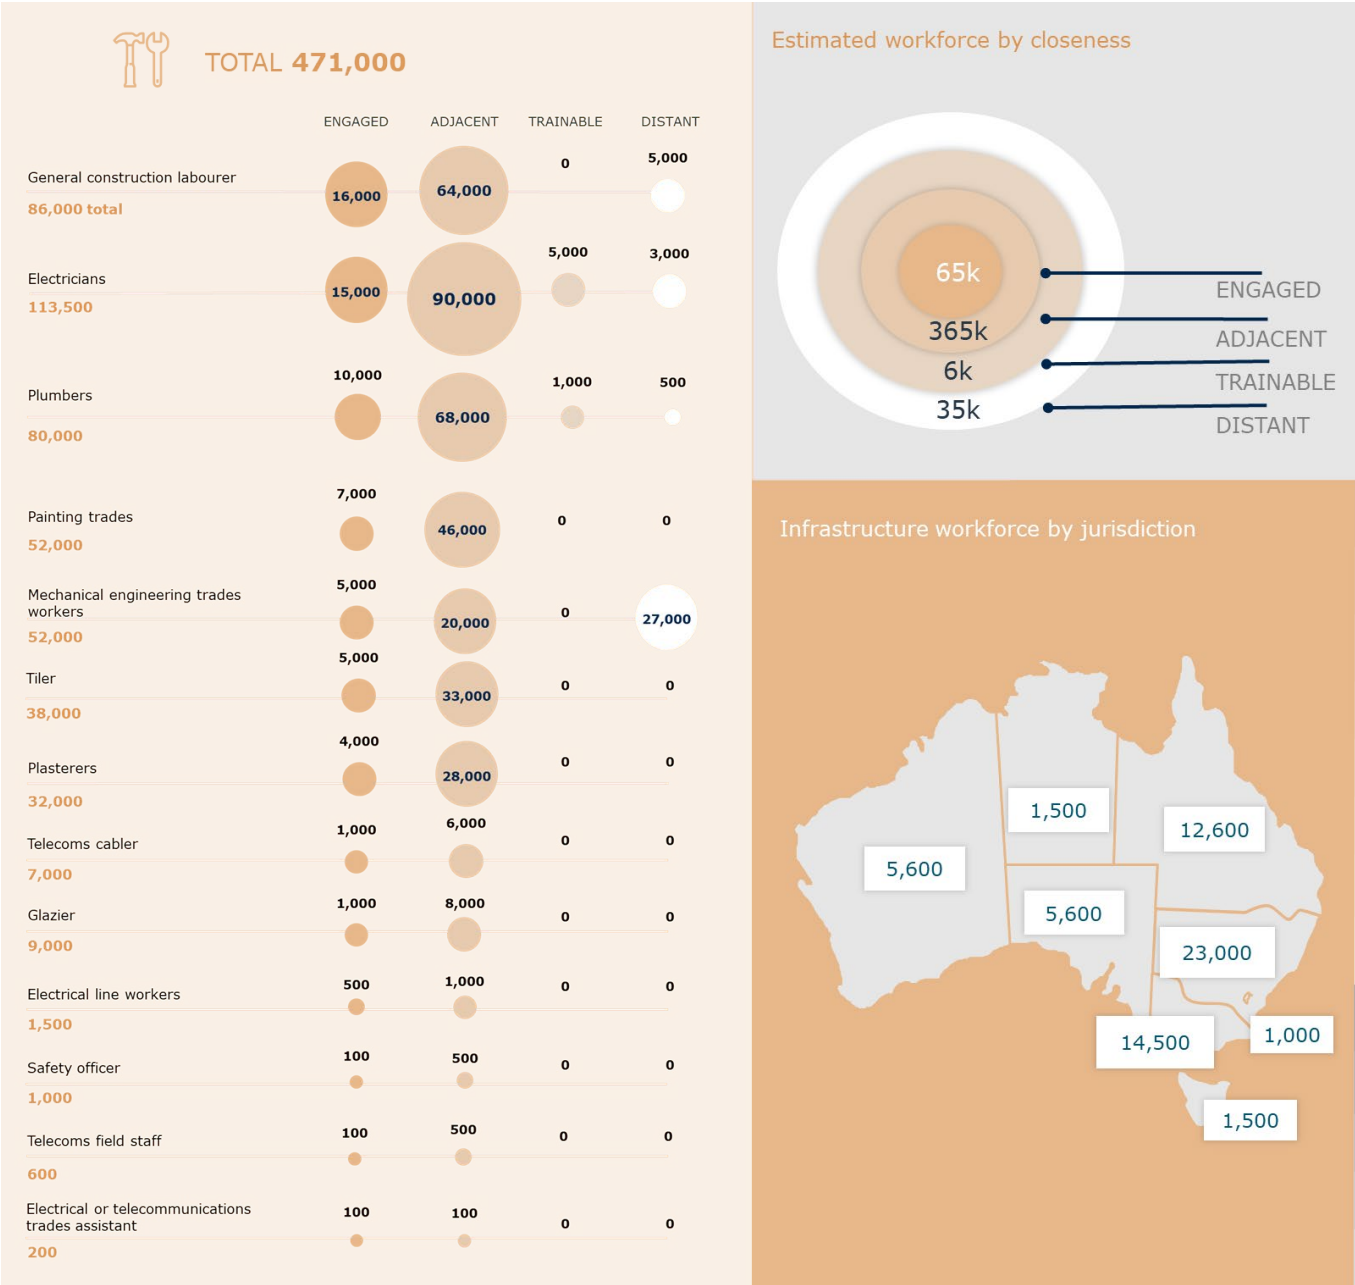 TOTAL 471,000
ENGAGED ADJACENT TRAINABLE DISTANT
General construction labourer
86,000 total
16,000 64,000 0 5,000
Electricians
113,500
15,000 90,000 5,000 3,000
Plumbers
80,000
10,000 68,000 1,000 500
Painting trades
52,000
7,000 46,000 0 0
Mechanical engineering trades
workers
52,000
5,000 20,000 0 27,000
Tiler
38,000
5,000 33,000 0 0
Plasterers
32,000
4,000 28,000 0 0
Telecoms cabler
7,000
1,000 6,000 0 0
Glazier
9,000
1,000 8,000 0 0
Electrical line workers
1,500
500 1,000 0 0
Safety officer
1,000
100 500 0 0
Telecoms field staff
600
100 500 0 0
Electrical or telecommunications
trades assistant
200
100 100 0 0
Estimated workforce by closeness
65k
365k
6k
35k
ENGAGED
ADJACENT
TRAINABLE
DISTANT
Infrastructure workforce by jurisdiction
1,500
12,600
5,600
5,600
23,000
14,500
1,000
1,500